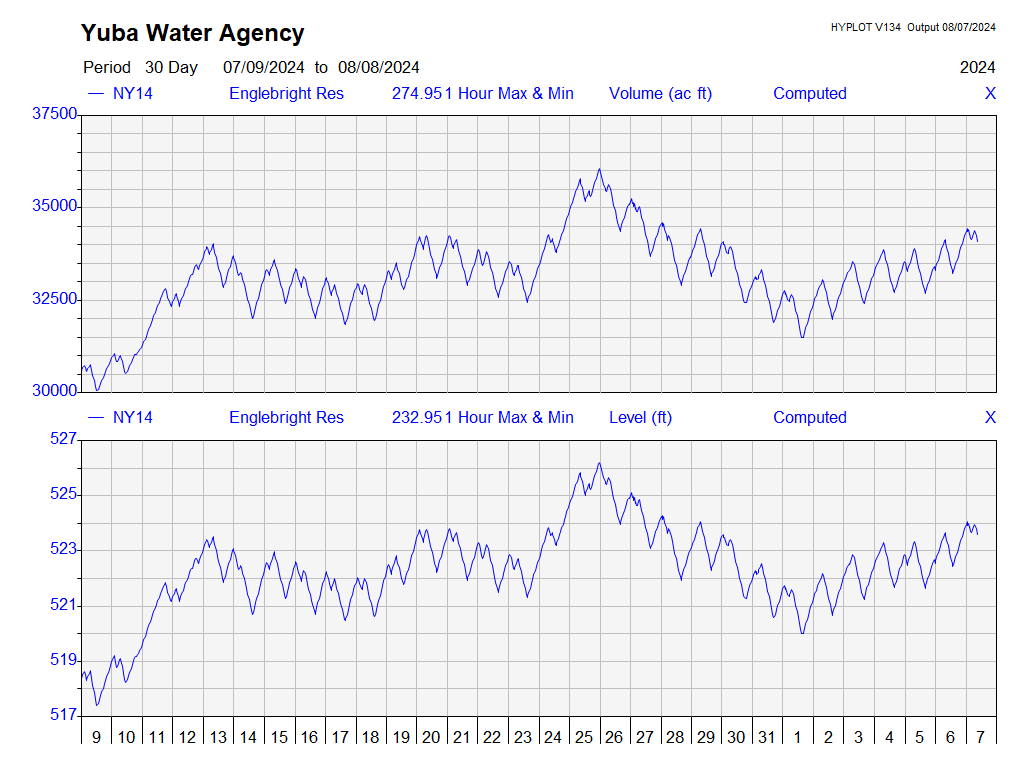 Yuba Water Agency
HYPLOT V134 Output 08/07/2024
Period 30 Day 07/09/2024 to 08/08/2024
2024
NY14 Englebright Res 274.951 Hour Max & Min Volume (ac ft) Computed X
37500
35000
32500
30000
NY14 Englebright Res 232.951 Hour Max & Min Level (ft) Computed X
527
525
523
521
519
517
9 10 11 12 13 14 15 16 17 18 19 20 21 22 23 24 25 26 27 28 29 30 31 1 2 3 4 5 6 7